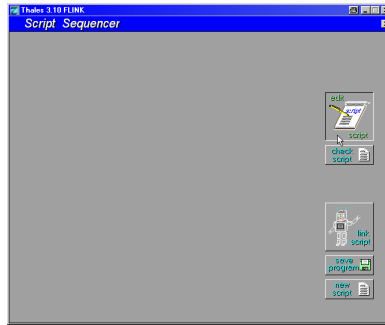 Thales 3.10 FLINK
Script Sequencer
edit
script
script
check
script
link
script
save
program
new
script